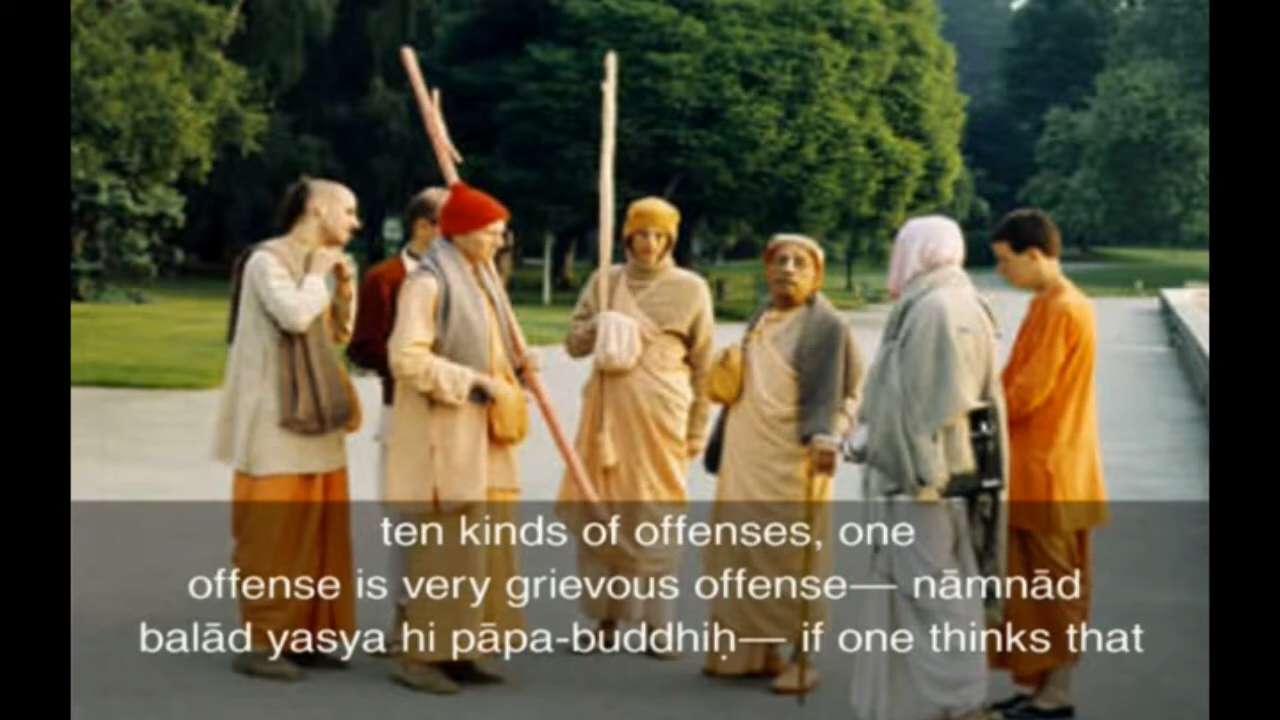 ten kinds of offenses, one
offense is very grievous offense— nāmnād
balād yasya hi pāpa-buddhiḥ— if one thinks that